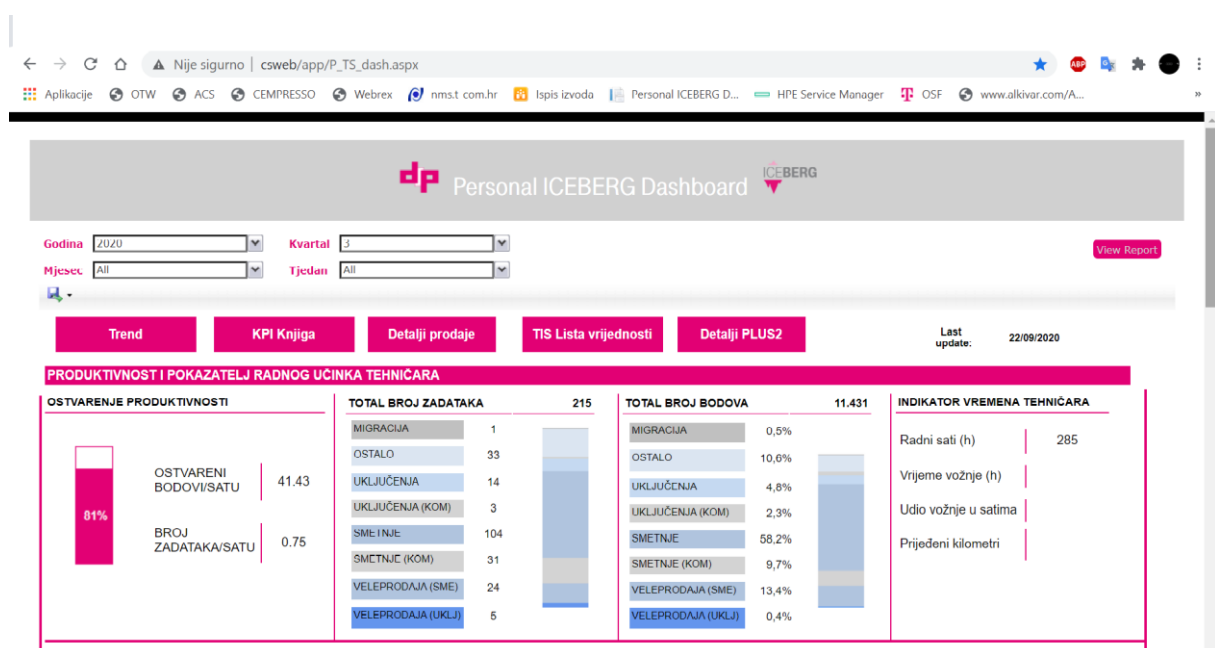 Nije sigurno | csweb/app/P_TS_dash.aspx
ABP
Aplikacije OTW ACS CEMPRESSO Webrex nms.t com.hr Ispis izvoda Personal ICEBERG D... HPE Service Manager OSF www.alkivar.com/A... »
dp Personal ICEBERG Dashboard ICEBERG
Godina 2020 Kvartal 3
View Report
Mjesec All Tjedan All
Trend KPI Knjiga Detalji prodaje TIS Lista vrijednosti Detalji PLUS2 Last update: 22/09/2020
PRODUKTIVNOST I POKAZATELJ RADNOG UČINKA TEHNIČARA
OSTVARENJE PRODUKTIVNOSTI
81%
OSTVARENI BODOVI/SATU 41.43
BROJ ZADATAKA/SATU 0.75
TOTAL BROJ ZADATAKA 215
MIGRACIJA 1
OSTALO 33
UKLJUČENJA 14
UKLJUČENJA (KOM) 3
SMETNJE 104
SMETNJE (KOM) 31
VELEPRODAJA (SME) 24
VELEPRODAJA (UKLJ) 5
TOTAL BROJ BODOVA 11.431
MIGRACIJA 0,5%
OSTALO 10,6%
UKLJUČENJA 4,8%
UKLJUČENJA (KOM) 2,3%
SMETNJE 58,2%
SMETNJE (KOM) 9,7%
VELEPRODAJA (SME) 13,4%
VELEPRODAJA (UKLJ) 0,4%
INDIKATOR VREMENA TEHNIČARA
Radni sati (h) 285
Vrijeme vožnje (h)
Udio vožnje u satima
Prijeđeni kilometri